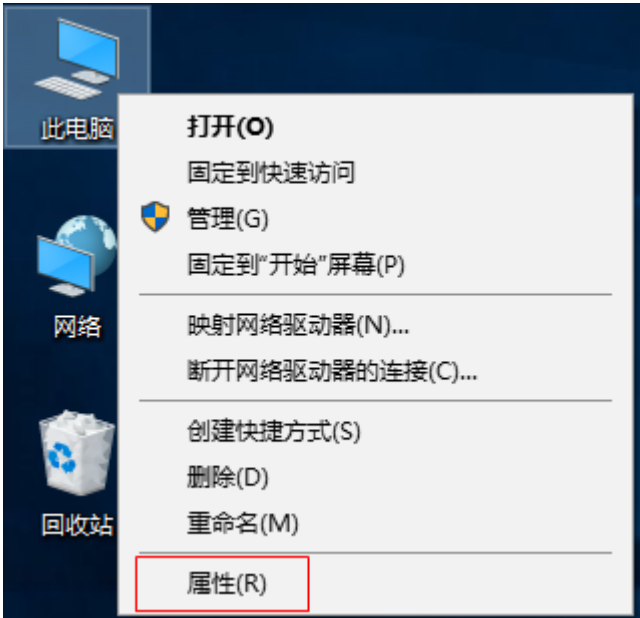 此电脑
打开(O)
固定到快速访问
管理(G)
固定到“开始”屏幕(P)
网络
映射网络驱动器(N)...
断开网络驱动器的连接(C)...
创建快捷方式(S)
删除(D)
回收站
重命名(M)
属性(R)